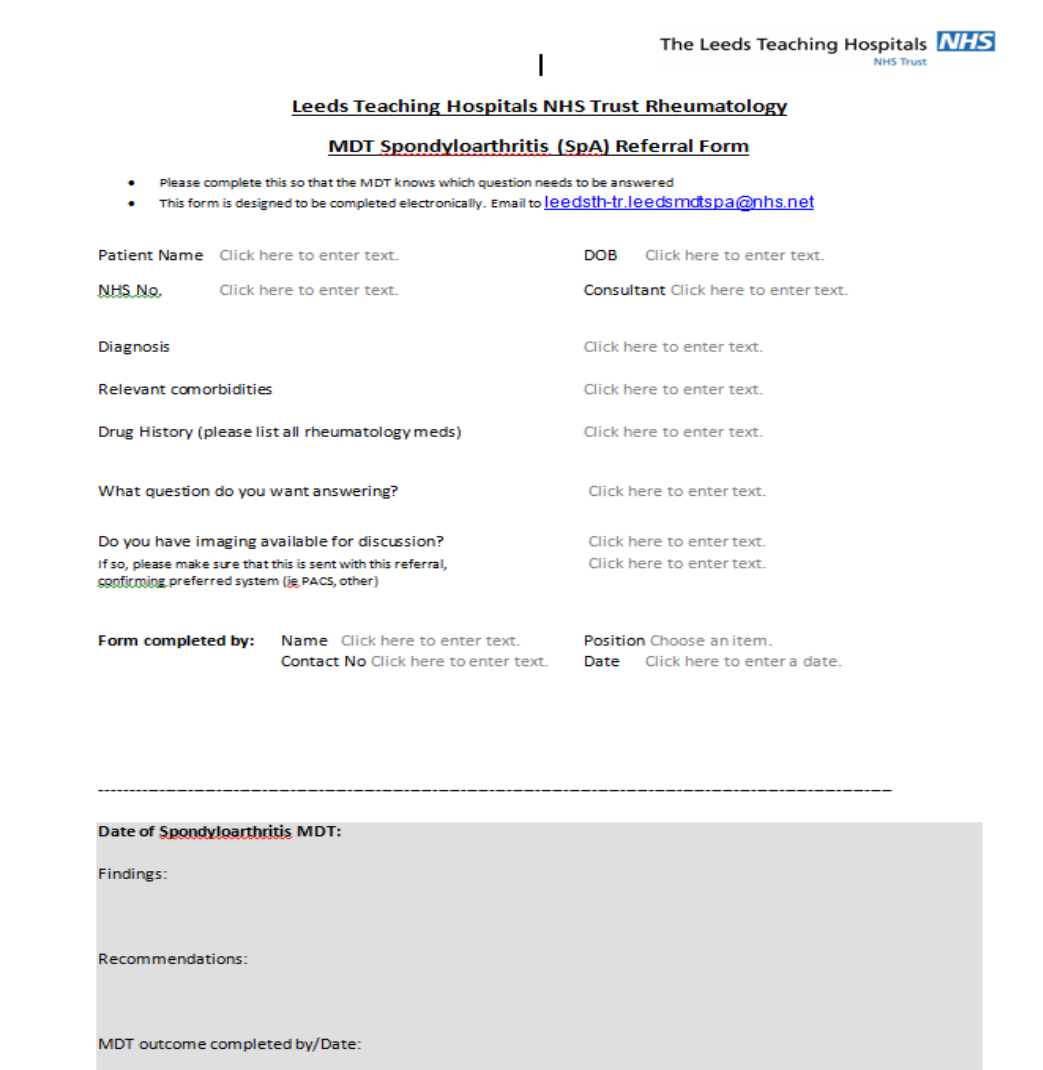 The Leeds Teaching Hospitals NHS
NHS Trust
Leeds Teaching Hospitals NHS Trust Rheumatology
MDT Spondyloarthritis (SpA) Referral Form
• Please complete this so that the MDT knows which question needs to be answered
• This form is designed to be completed electronically. Email to leedsth-tr.leedsmdtspa@nhs.net
Patient Name Click here to enter text. DOB Click here to enter text.
NHS No. Click here to enter text. Consultant Click here to enter text.
Diagnosis Click here to enter text.
Relevant comorbidities Click here to enter text.
Drug History (please list all rheumatology meds) Click here to enter text.
What question do you want answering? Click here to enter text.
Do you have imaging available for discussion? Click here to enter text.
If so, please make sure that this is sent with this referral, Click here to enter text.
confirming preferred system (ie PACS, other)
Form completed by: Name Click here to enter text. Position Choose an item.
Contact No Click here to enter text. Date Click here to enter a date.
Date of Spondyloarthritis MDT:
Findings:
Recommendations:
MDT outcome completed by/Date: